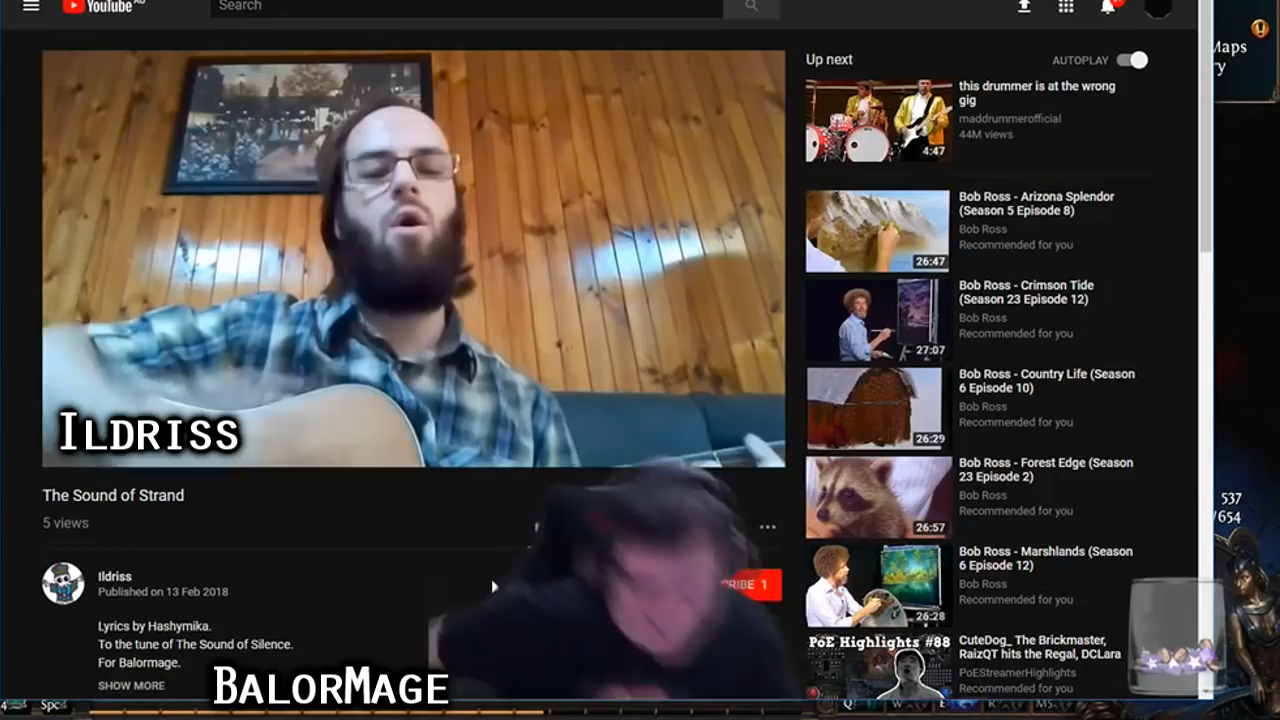 YouTube
Search
Maps
ry
Up next
AUTOPLAY
this drummer is at the wrong
gig
maddrummerofficial
44M views
4:47
Bob Ross - Arizona Splendor
(Season 5 Episode 8)
Bob Ross
Recommended for you
26:47
Bob Ross - Crimson Tide
(Season 23 Episode 12)
Bob Ross
Recommended for you
27:07
Bob Ross - Country Life (Season
6 Episode 10)
Bob Ross
Recommended for you
26:29
Bob Ross - Forest Edge (Season
23 Episode 2)
Bob Ross
Recommended for you
26:57
Bob Ross - Marshlands (Season
6 Episode 12)
Bob Ross
Recommended for you
26:28
PoE Highlights #88
CuteDog_ The Brickmaster,
RaizQT hits the Regal, DCLara
PoEStreamerHighlights
Recommended for you
ILDRISS
The Sound of Strand
5 views
Ildriss
Published on 13 Feb 2018
CRIBE 1
Lyrics by Hashymika.
To the tune of The Sound of Silence.
For Balormage.
SHOW MORE
BALORMAGE
537
/654
4
Spc
Q
W
E
R